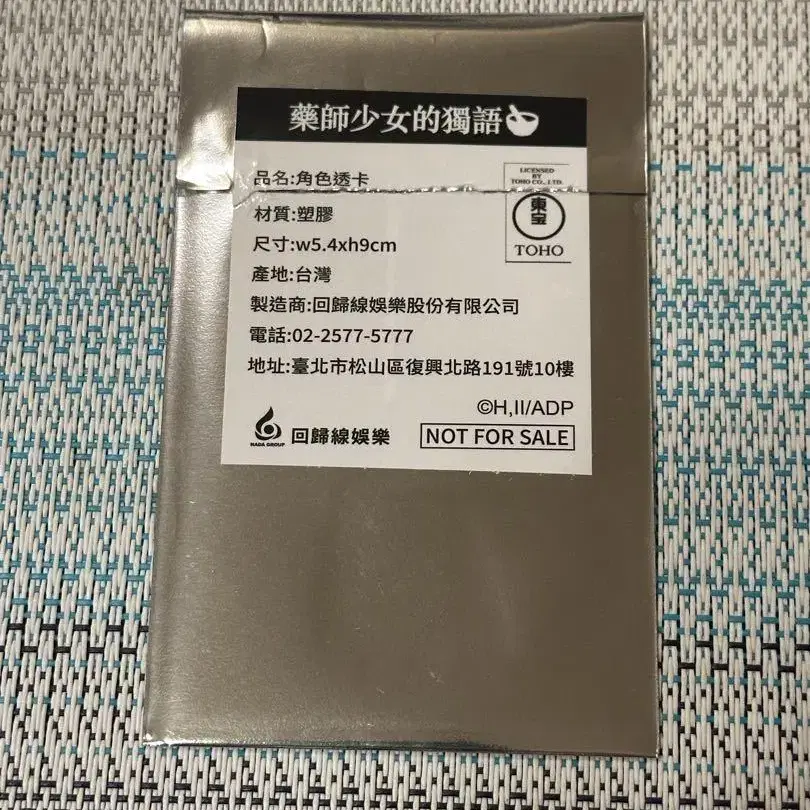 藥師少女的獨語
品名:角色透卡
LICENSED
BY
TOHO CO., LTD.
東宝
TOHO
材質:塑膠
尺寸:w5.4xh9cm
產地:台灣
製造商:回歸線娛樂股份有限公司
電話:02-2577-5777
地址:臺北市松山區復興北路191號10樓
©H,II/ADP
HADA GROUP
回歸線娛樂
NOT FOR SALE